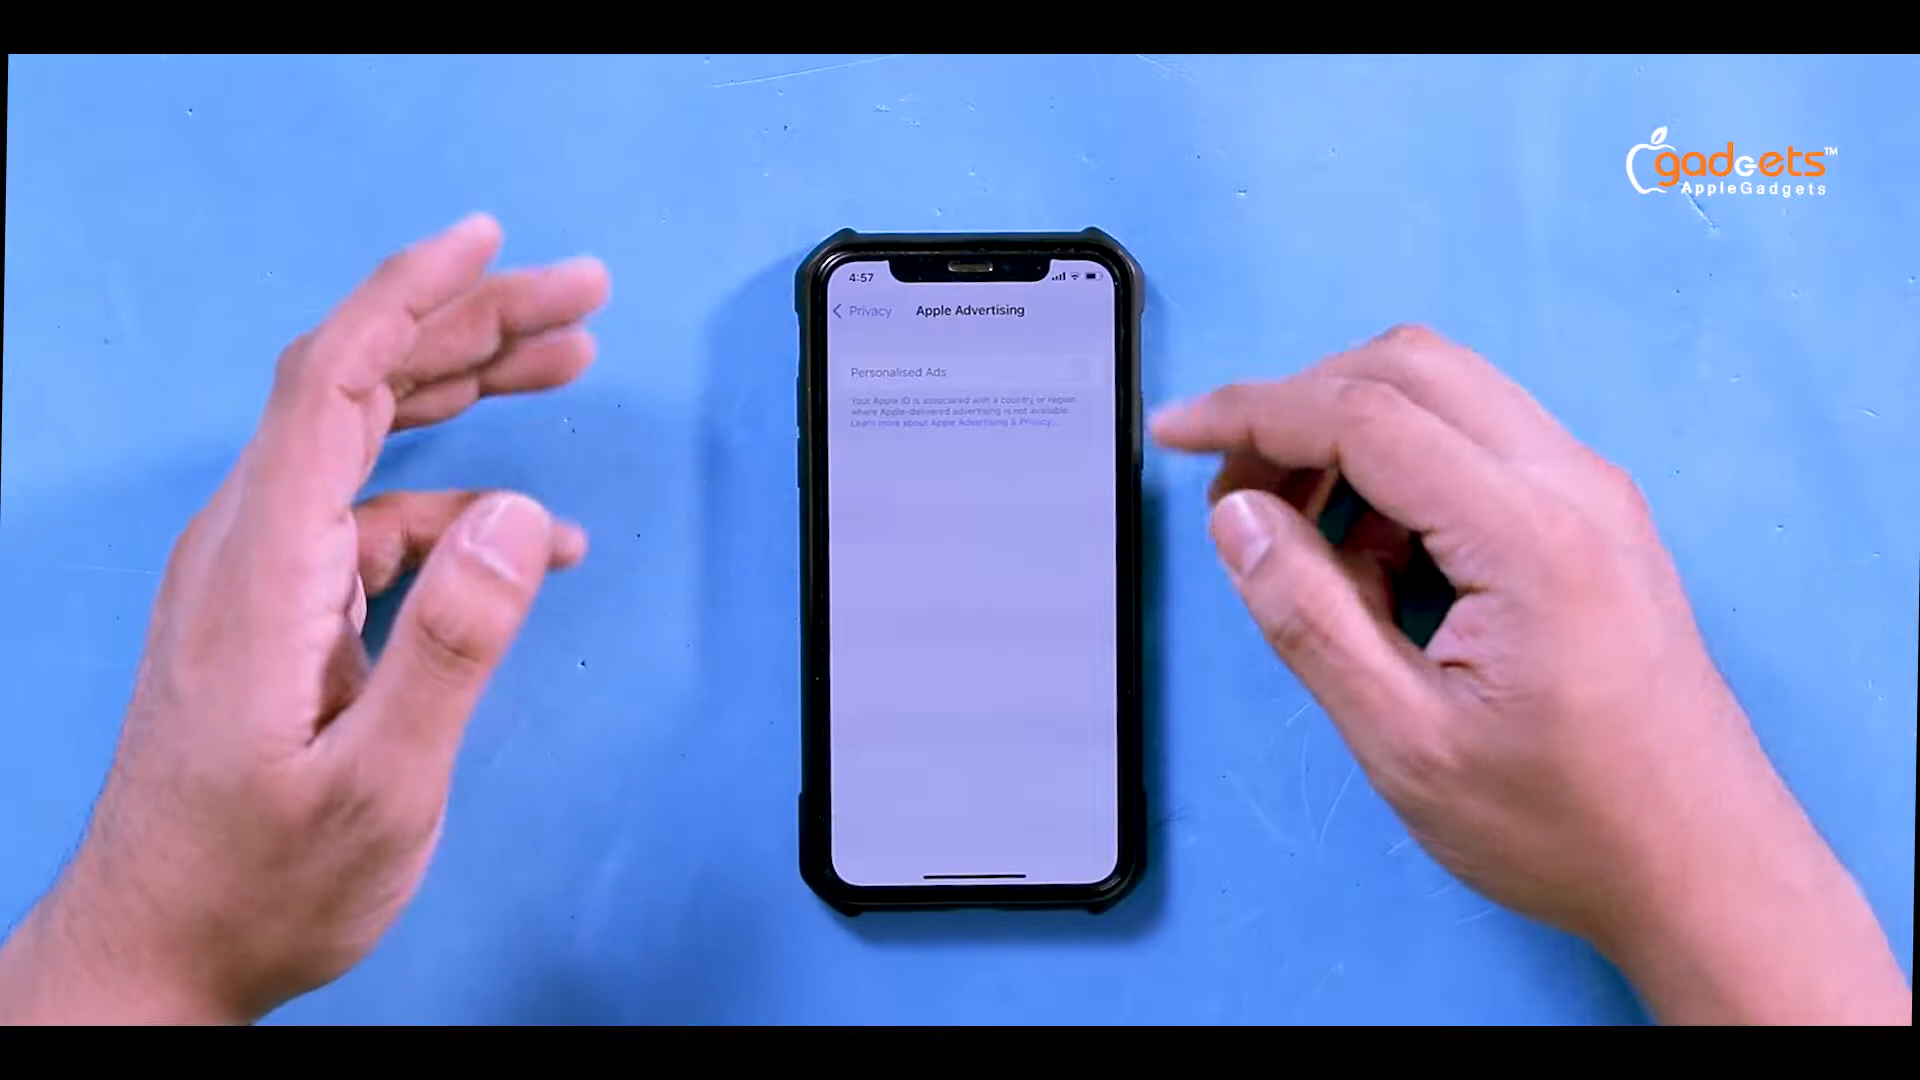 gadgets™
AppleGadgets
4:57
Privacy
Apple Advertising
Personalised Ads
Your Apple ID is associated with a country or region
where Apple-delivered advertising is not available.
Learn more about Apple Advertising & Privacy...